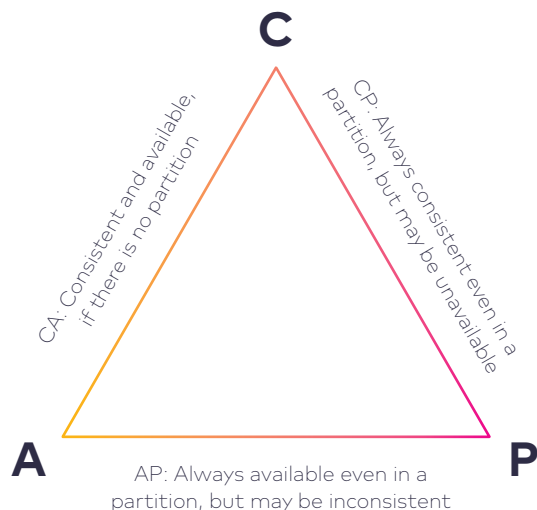 C
CA: Consistent and available,
if there is no partition
CP: Always consistent even in a
partition, but may be unavailable
A
P
AP: Always available even in a
partition, but may be inconsistent